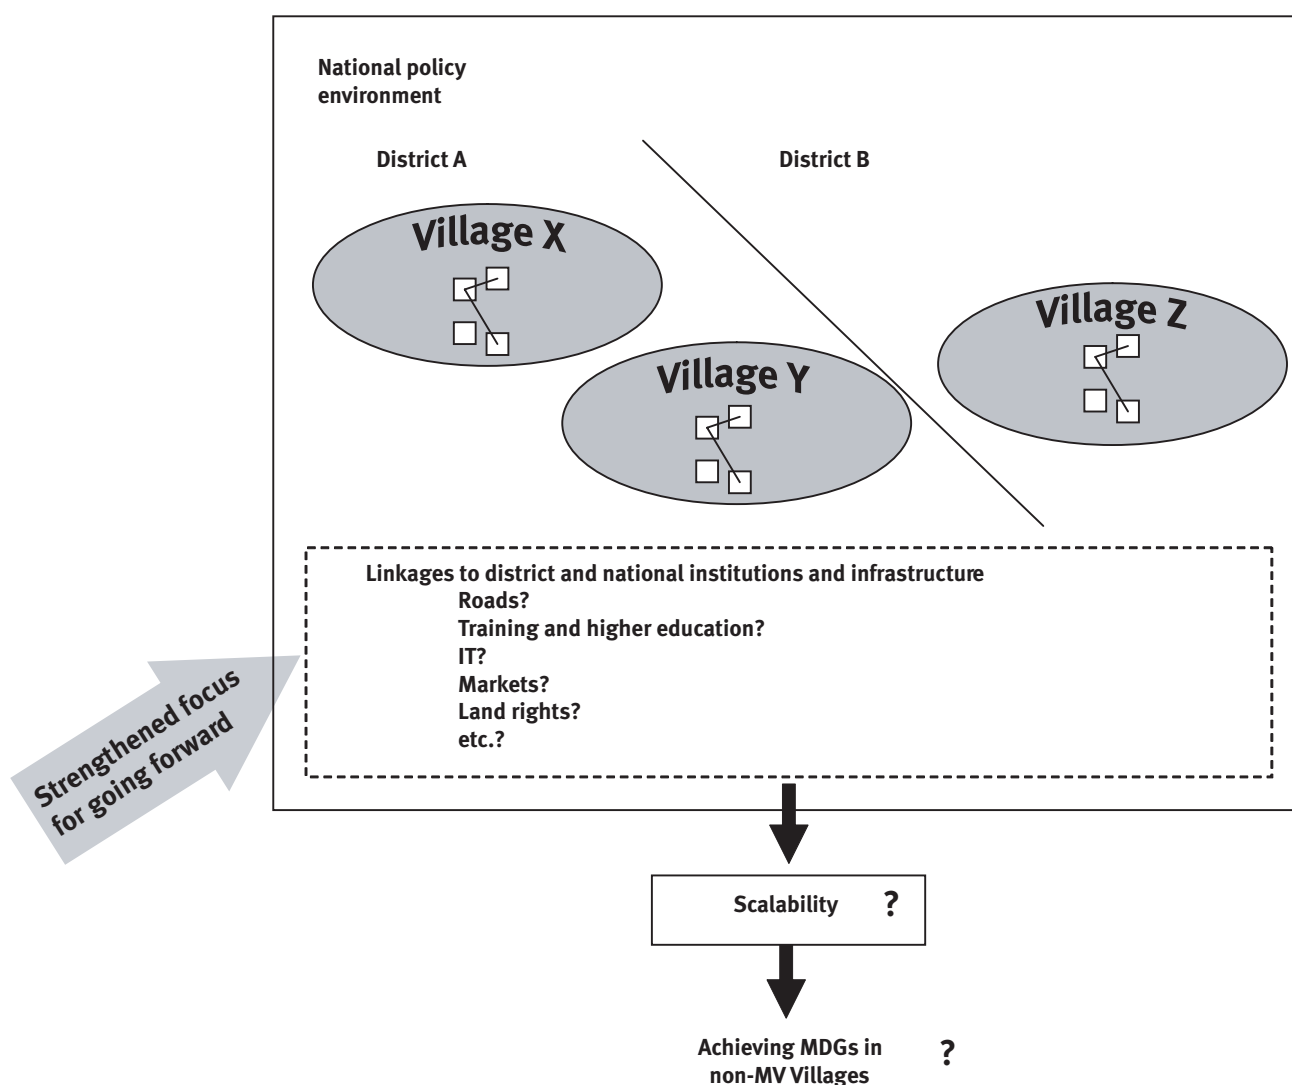 National policy
environment
District A
District B
Village X
Village Y
Village Z
Linkages to district and national institutions and infrastructure
Roads?
Training and higher education?
IT?
Markets?
Land rights?
etc.?
Strengthened focus
for going forward
Scalability ?
Achieving MDGs in ?
non-MV Villages